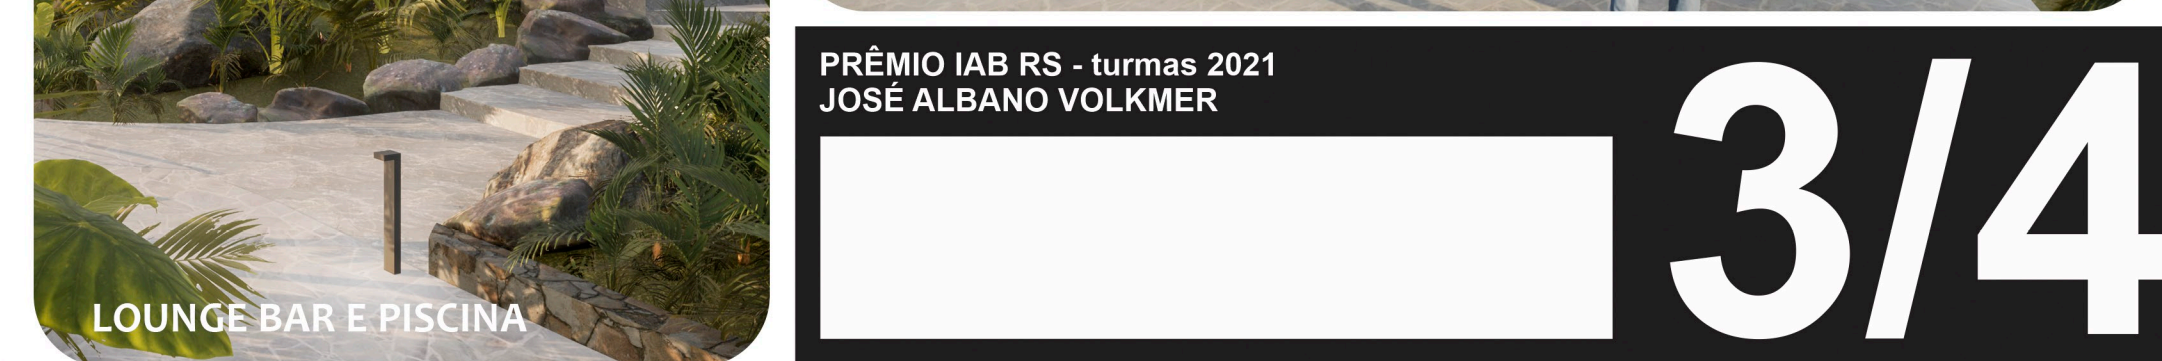 PRÊMIO IAB RS - turmas 2021
JOSÉ ALBANO VOLKMER
3/4
LOUNGE BAR E PISCINA